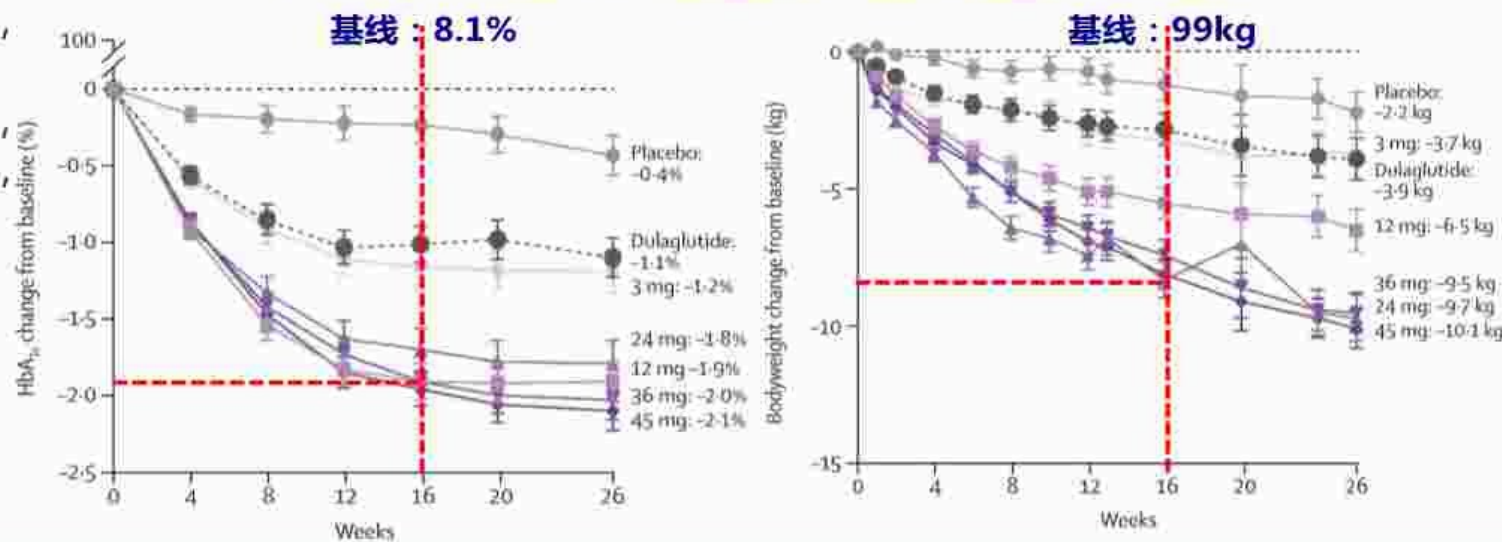 基线：8.1%
100
0
-0·5
-1·0
-1·5
-2·0
-2·5
HbA1c change from baseline (%)
0 4 8 12 16 20 26
Weeks
Placebo:
-0·4%
Dulaglutide:
-1·1%
3 mg: -1·2%
24 mg: -1·8%
12 mg -1·9%
36 mg: -2·0%
45 mg: -2·1%
基线：99kg
0
-5
-10
-15
Bodyweight change from baseline (kg)
0 4 8 12 16 20 26
Weeks
Placebo:
-2·2 kg
3 mg: -3·7 kg
Dulaglutide:
-3·9 kg
12 mg: -6·5 kg
36 mg: -9·5 kg
24 mg: -9·7 kg
45 mg: -10·1 kg